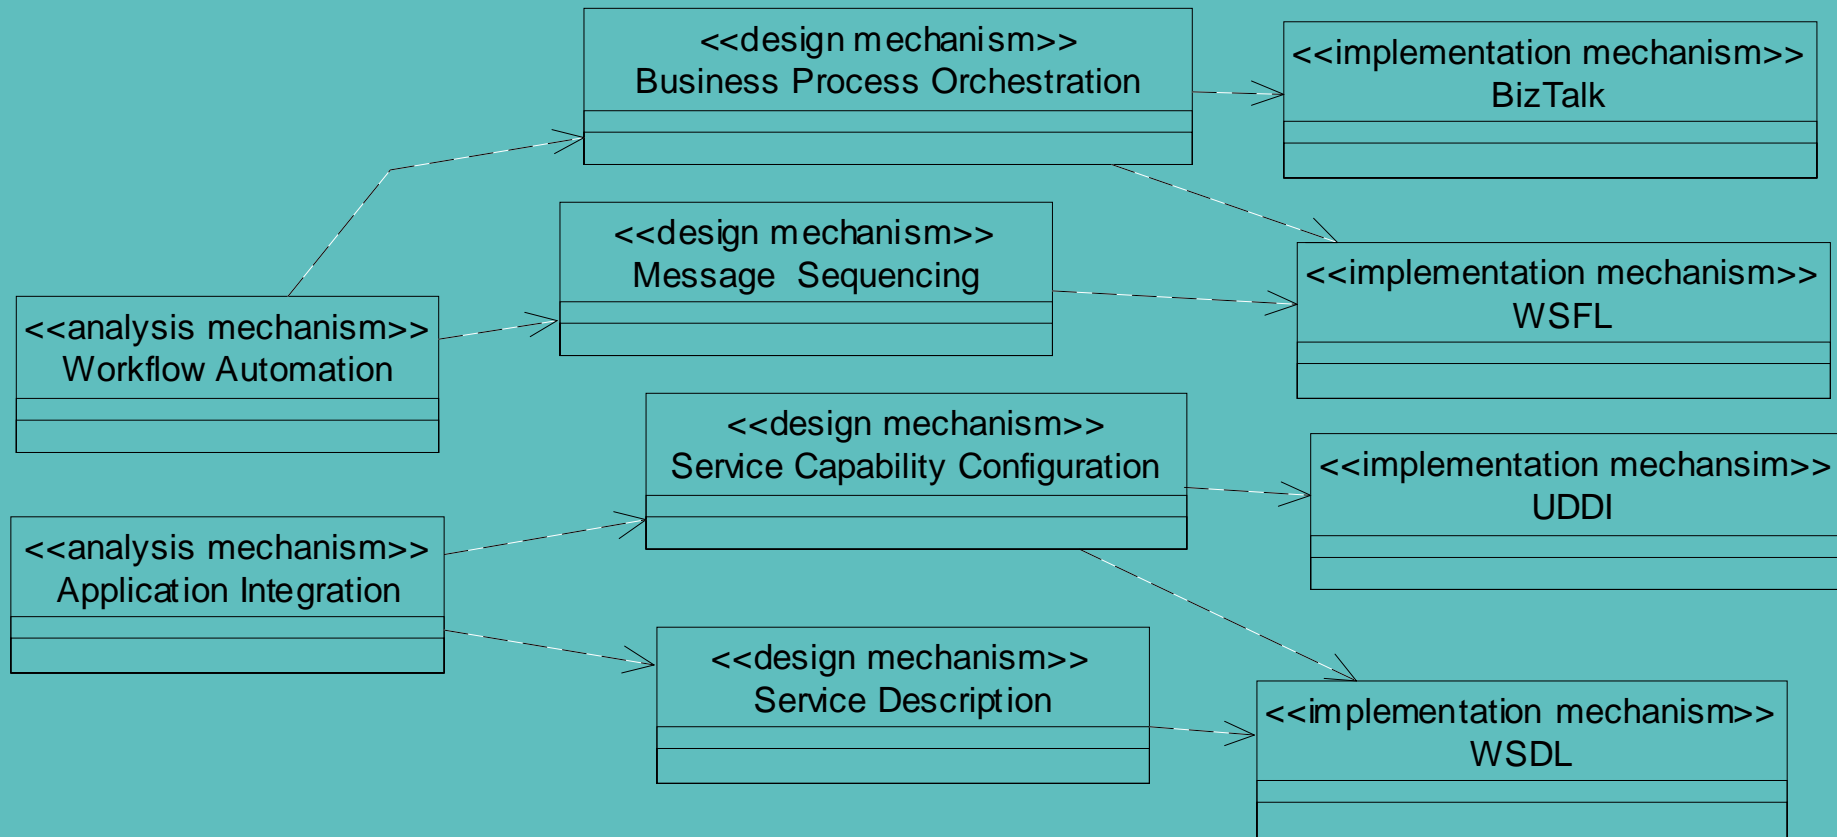 <<design mechanism>>
Business Process Orchestration
<<implementation mechanism>>
BizTalk
<<design mechanism>>
Message Sequencing
<<implementation mechanism>>
WSFL
<<analysis mechanism>>
Workflow Automation
<<design mechanism>>
Service Capability Configuration
<<implementation mechansim>>
UDDI
<<analysis mechanism>>
Application Integration
<<design mechanism>>
Service Description
<<implementation mechanism>>
WSDL